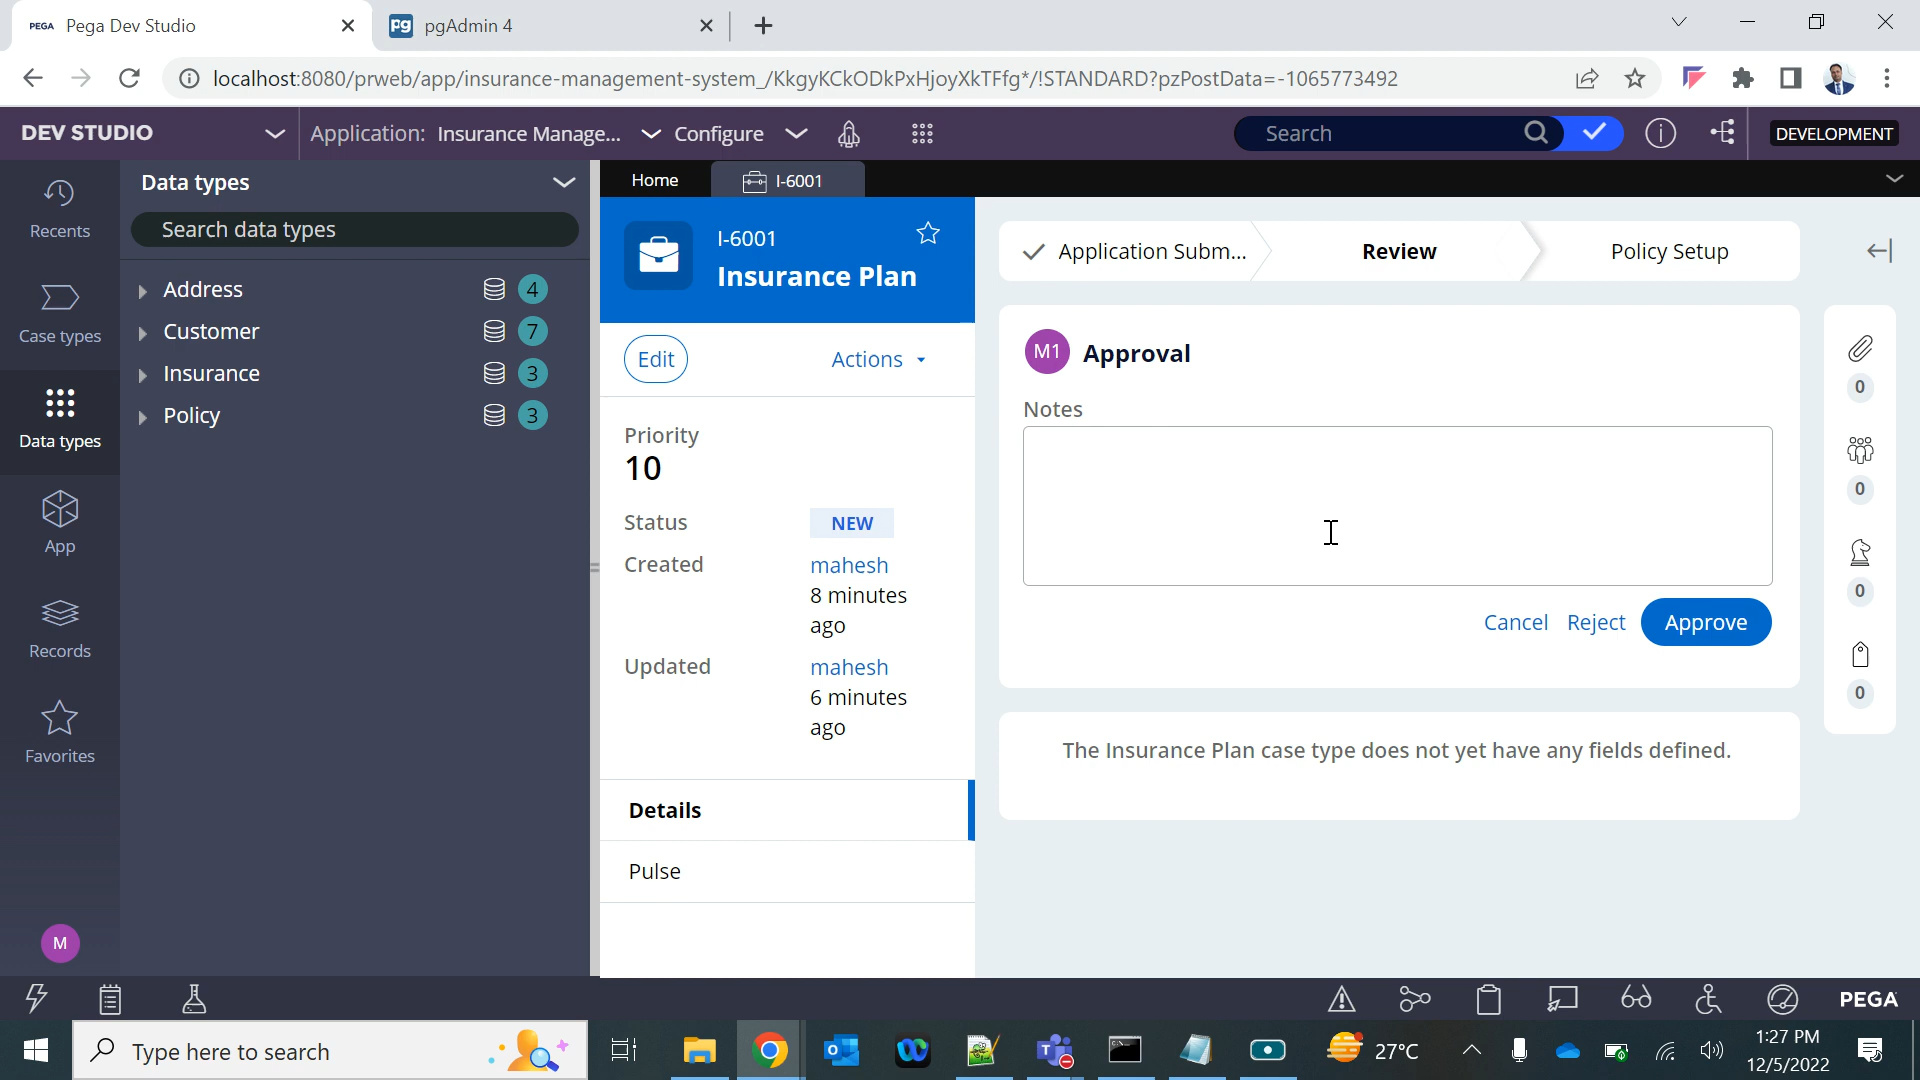 PEGA Pega Dev Studio
pg pgAdmin 4
localhost:8080/prweb/app/insurance-management-system_/KkgyKCkODkPxHjoyXkTFfg*/!STANDARD?pzPostData=-1065773492
DEV STUDIO
Application: Insurance Manage...
Configure
Search
DEVELOPMENT
Recents
Case types
Data types
App
Records
Favorites
M
Data types
Search data types
Address 4
Customer 7
Insurance 3
Policy 3
Home
I-6001
I-6001
Insurance Plan
Edit
Actions
Priority
10
Status NEW
Created mahesh
8 minutes
ago
Updated mahesh
6 minutes
ago
Details
Pulse
Application Subm...
Review
Policy Setup
M1 Approval
Notes
Cancel Reject Approve
The Insurance Plan case type does not yet have any fields defined.
0
0
0
0
PEGA
Type here to search
27°C
1:27 PM
12/5/2022